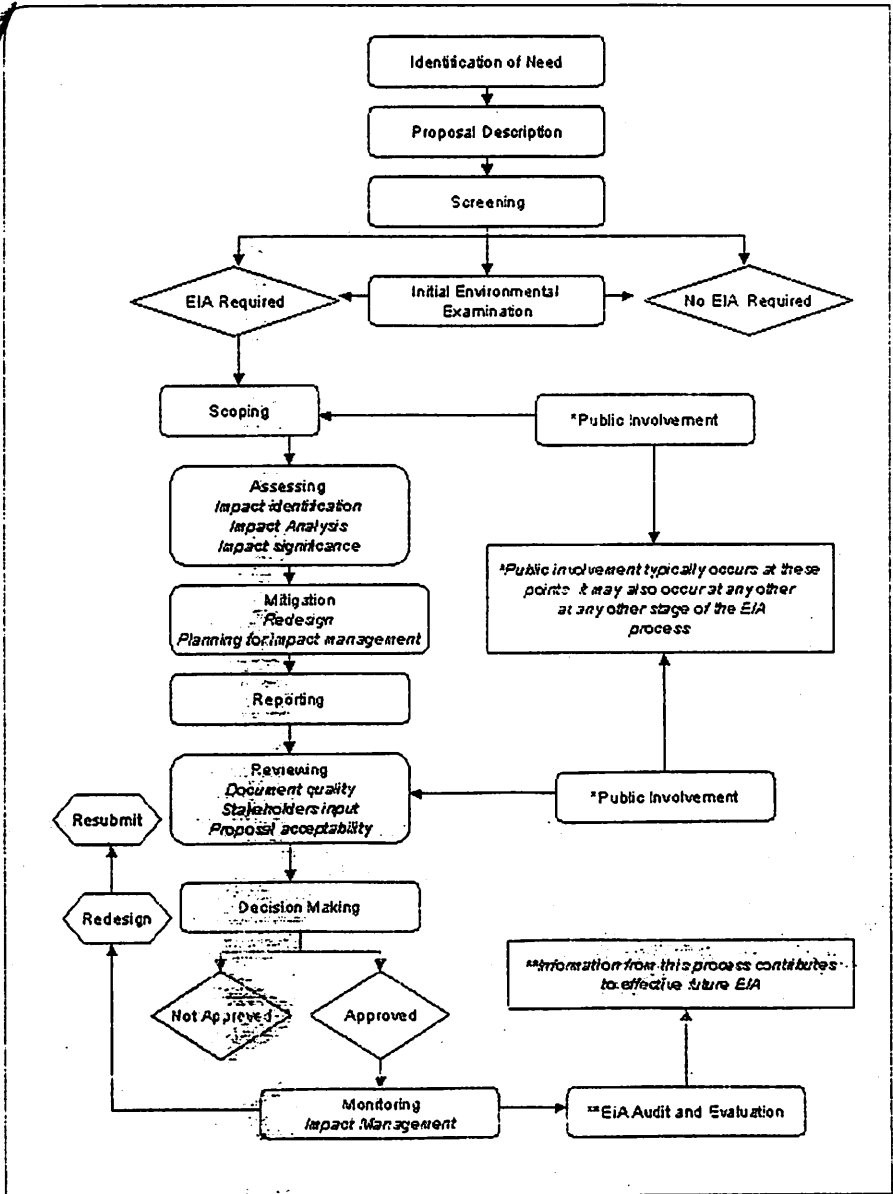 Identification of Need
Proposal Description
Screening
EIA Required
Initial Environmental
Examination
No EIA Required
Scoping
*Public Involvement
Assessing
Impact identification
Impact Analysis
Impact significance
*Public involvement typically occurs at these
points it may also occur at any other
at any other stage of the EIA
process
Mitigation
Redesign
Planning for impact management
Reporting
Reviewing
Document quality
Stakeholders input
Proposal acceptability
*Public Involvement
Resubmit
Redesign
Decision Making
Not Approved
Approved
**Information from this process contributes
to effective future EIA
Monitoring
Impact Management
**EIA Audit and Evaluation